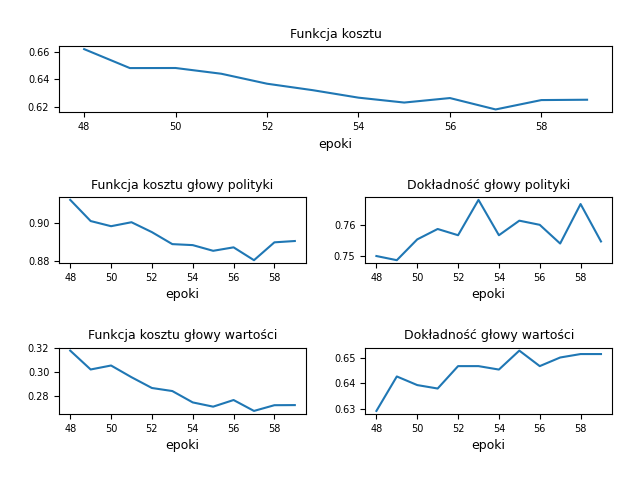 Funkcja kosztu
0.66
0.64
0.62
48 50 52 54 56 58
epoki
Funkcja kosztu głowy polityki
0.90
0.88
48 50 52 54 56 58
epoki
Dokładność głowy polityki
0.76
0.75
48 50 52 54 56 58
epoki
Funkcja kosztu głowy wartości
0.32
0.30
0.28
48 50 52 54 56 58
epoki
Dokładność głowy wartości
0.65
0.64
0.63
48 50 52 54 56 58
epoki